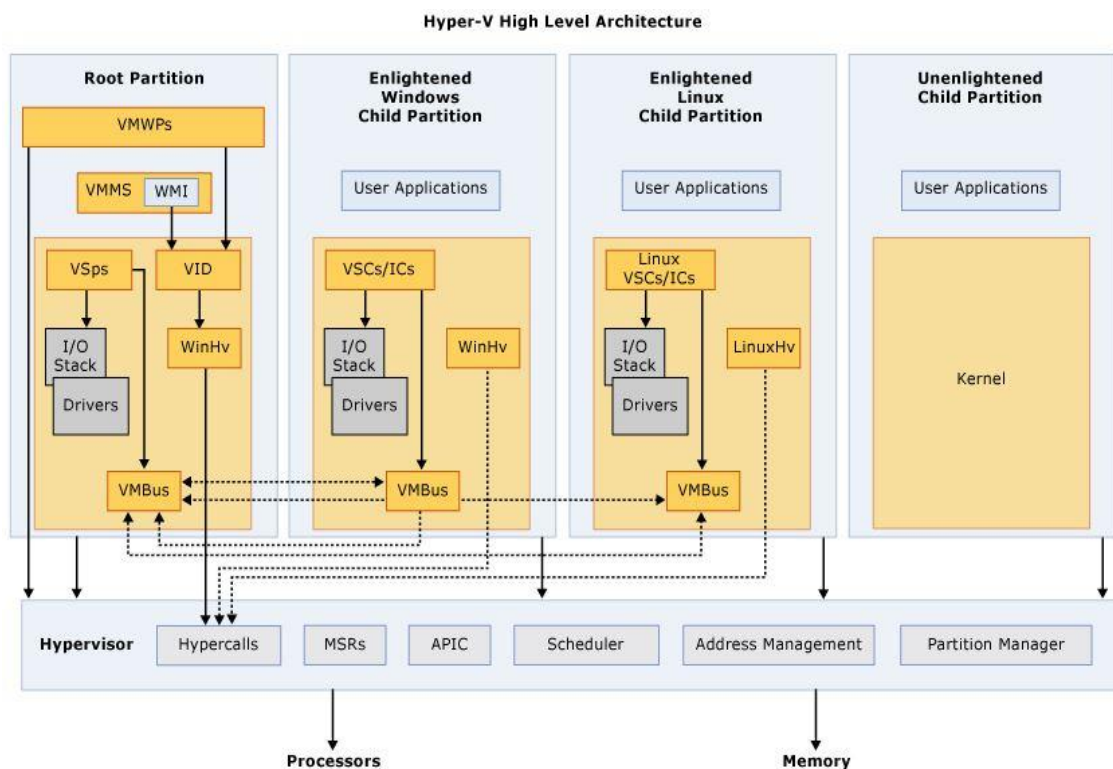 Hyper-V High Level Architecture
Root Partition
VMWPs
VMMS
WMI
VSps
VID
I/O
Stack
Drivers
WinHv
VMBus
Enlightened
Windows
Child Partition
User Applications
VSCs/ICs
I/O
Stack
Drivers
WinHv
VMBus
Enlightened
Linux
Child Partition
User Applications
Linux
VSCs/ICs
I/O
Stack
Drivers
LinuxHv
VMBus
Unenlightened
Child Partition
User Applications
Kernel
Hypervisor
Hypercalls
MSRs
APIC
Scheduler
Address Management
Partition Manager
Processors
Memory